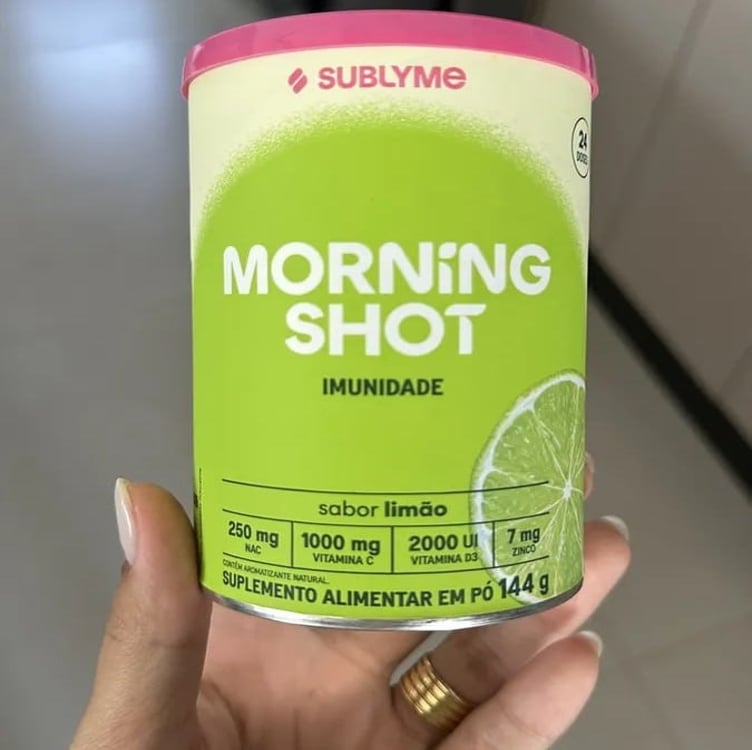 SUBLYMe
24
DOSES
MORNiNG
SHOT
IMUNIDADE
sabor limão
250 mg
NAC
1000 mg
VITAMINA C
2000 UI
VITAMINA D3
7 mg
ZINCO
CONTÉM AROMATIZANTE NATURAL.
SUPLEMENTO ALIMENTAR EM PÓ 144 g